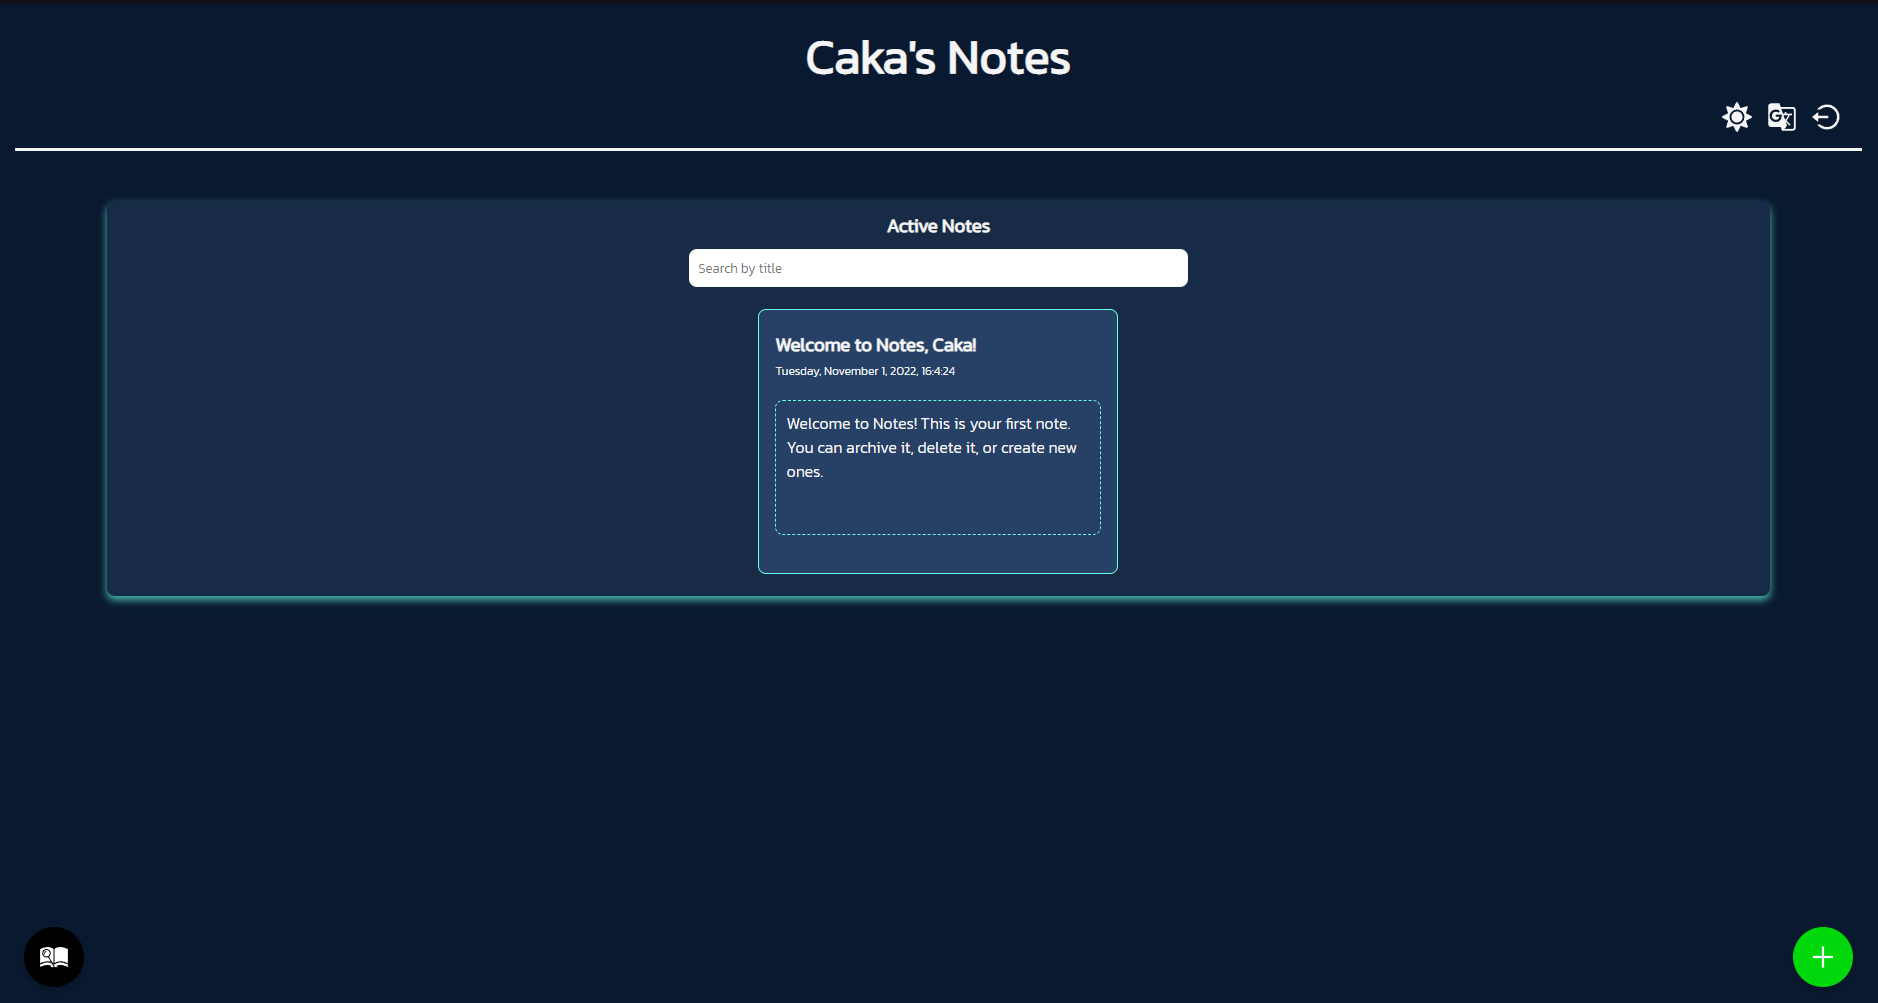 Caka's Notes
Active Notes
Search by title
Welcome to Notes, Caka!
Tuesday, November 1, 2022, 16:4:24
Welcome to Notes! This is your first note.
You can archive it, delete it, or create new
ones.